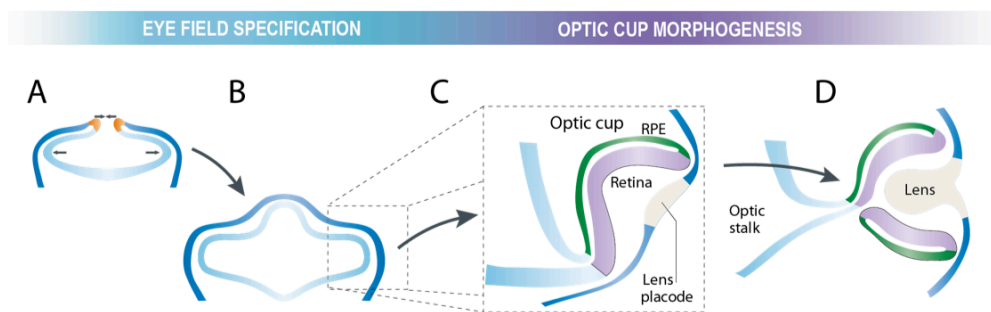 EYE FIELD SPECIFICATION
OPTIC CUP MORPHOGENESIS
A
B
C
D
Optic cup
RPE
Retina
Lens
placode
Lens
Optic
stalk